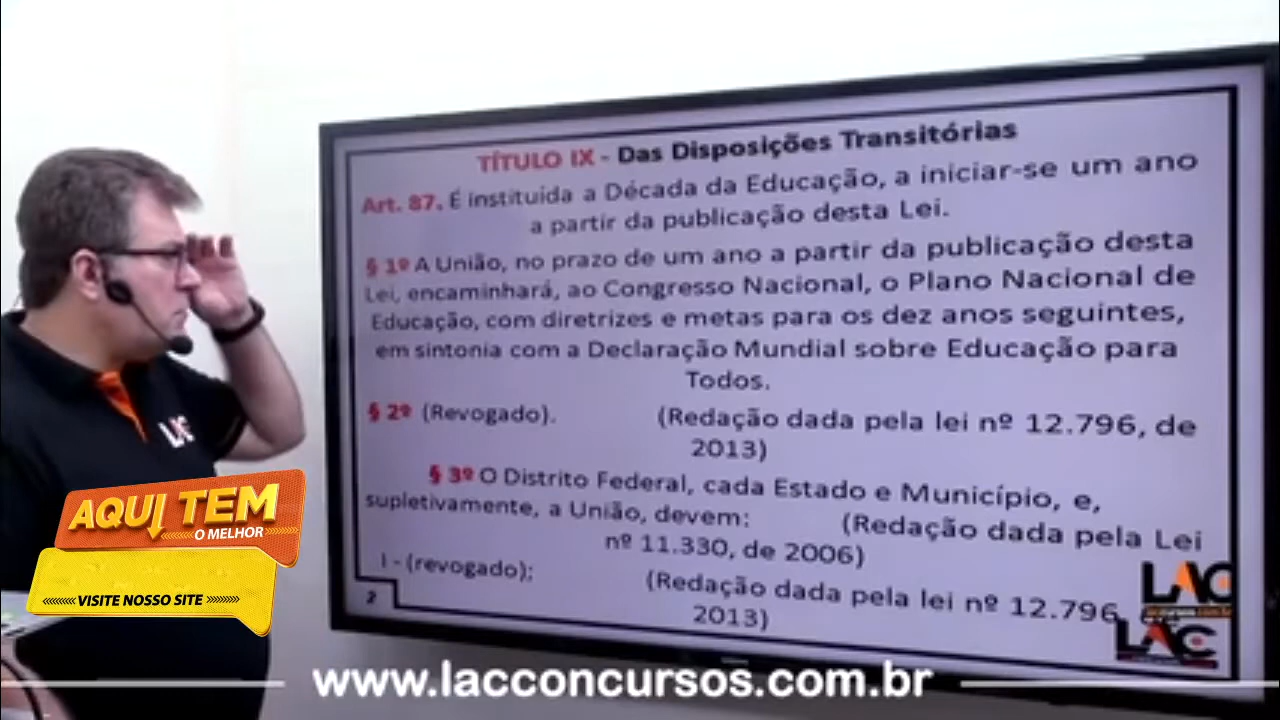 TÍTULO IX - Das Disposições Transitórias
Art. 87. É instituída a Década da Educação, a iniciar-se um ano
a partir da publicação desta Lei.
§ 1º A União, no prazo de um ano a partir da publicação desta
Lei, encaminhará, ao Congresso Nacional, o Plano Nacional de
Educação, com diretrizes e metas para os dez anos seguintes,
em sintonia com a Declaração Mundial sobre Educação para
Todos.
§ 2º (Revogado). (Redação dada pela lei nº 12.796, de
2013)
§ 3º O Distrito Federal, cada Estado e Município, e,
supletivamente, a União, devem: (Redação dada pela Lei
nº 11.330, de 2006)
I - (revogado); (Redação dada pela lei nº 12.796,
2013)
2
LAC
LAC
LAC
AQUI TEM
O MELHOR
VISITE NOSSO SITE
www.lacconcursos.com.br